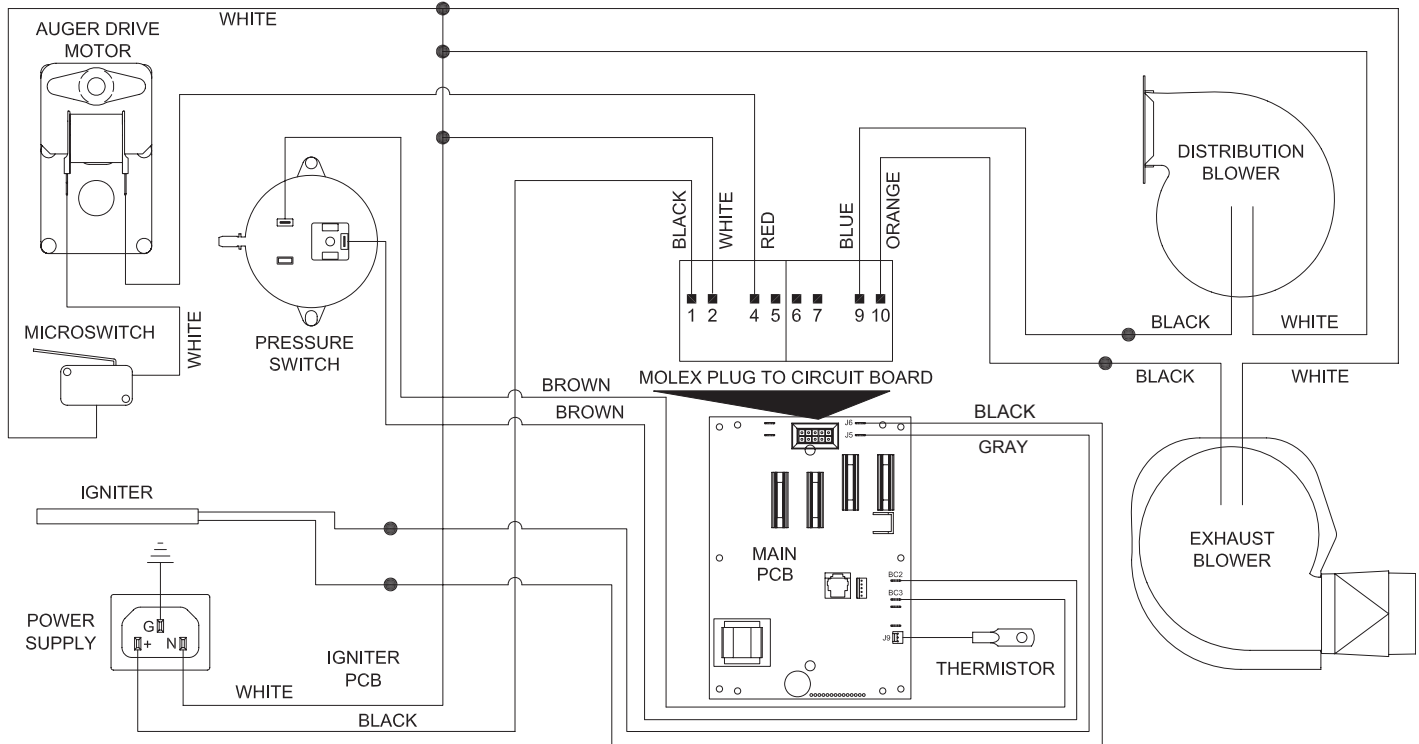 WHITE
AUGER DRIVE
MOTOR
DISTRIBUTION
BLOWER
BLACK
WHITE
RED
BLUE
ORANGE
1
2
4
5
6
7
9
10
MICROSWITCH
WHITE
PRESSURE
SWITCH
BLACK
WHITE
MOLEX PLUG TO CIRCUIT BOARD
BLACK
WHITE
BROWN
BROWN
BLACK
GRAY
J6
J5
IGNITER
MAIN
PCB
EXHAUST
BLOWER
BC2
BC3
J9
THERMISTOR
POWER
SUPPLY
G
+
N
IGNITER
PCB
WHITE
BLACK